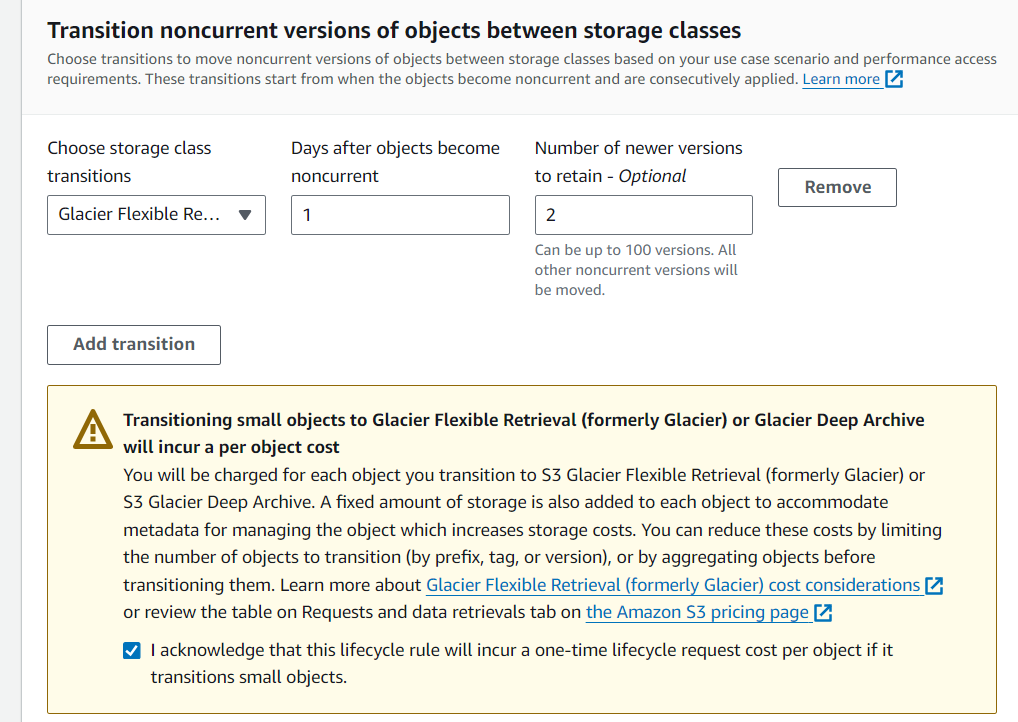 Transition noncurrent versions of objects between storage classes
Choose transitions to move noncurrent versions of objects between storage classes based on your use case scenario and performance access
requirements. These transitions start from when the objects become noncurrent and are consecutively applied. Learn more
Choose storage class
transitions
Glacier Flexible Re...
Days after objects become
noncurrent
1
Number of newer versions
to retain - Optional
2
Can be up to 100 versions. All
other noncurrent versions will
be moved.
Remove
Add transition
Transitioning small objects to Glacier Flexible Retrieval (formerly Glacier) or Glacier Deep Archive
will incur a per object cost
You will be charged for each object you transition to S3 Glacier Flexible Retrieval (formerly Glacier) or
S3 Glacier Deep Archive. A fixed amount of storage is also added to each object to accommodate
metadata for managing the object which increases storage costs. You can reduce these costs by limiting
the number of objects to transition (by prefix, tag, or version), or by aggregating objects before
transitioning them. Learn more about Glacier Flexible Retrieval (formerly Glacier) cost considerations
or review the table on Requests and data retrievals tab on the Amazon S3 pricing page
I acknowledge that this lifecycle rule will incur a one-time lifecycle request cost per object if it
transitions small objects.